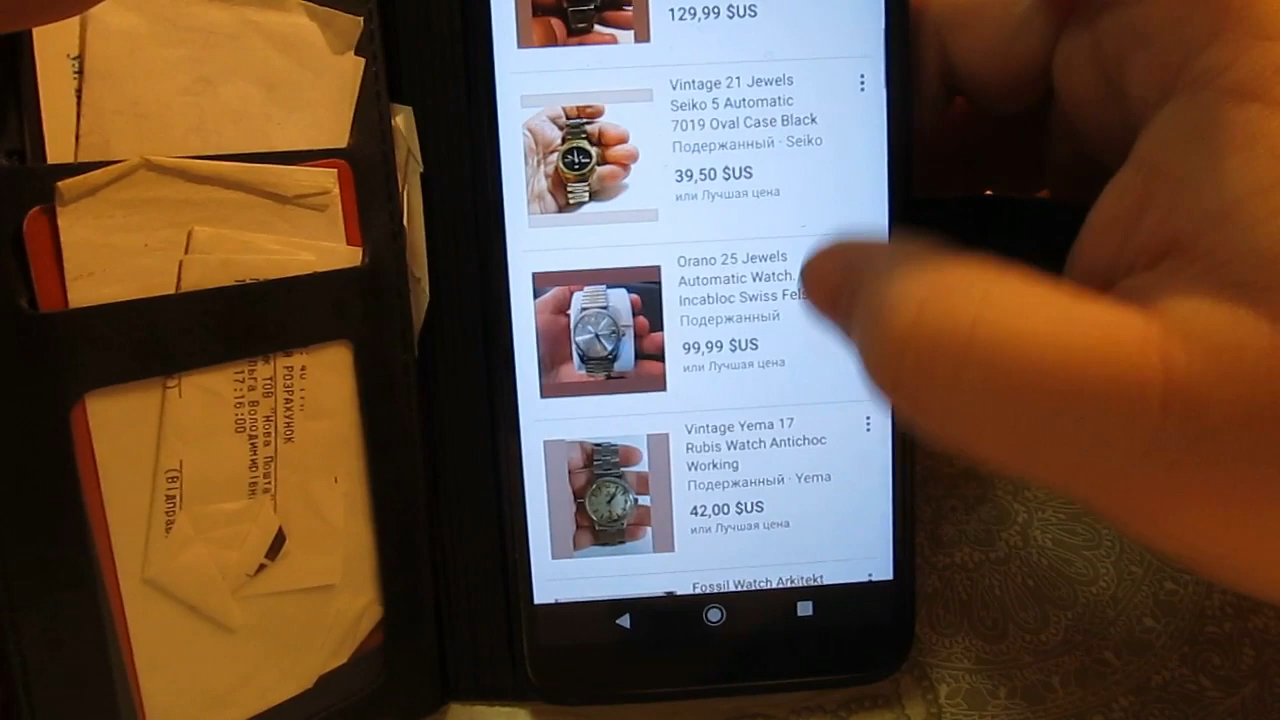 129,99 $US
Vintage 21 Jewels
Seiko 5 Automatic
7019 Oval Case Black
Подержанный · Seiko
39,50 $US
или Лучшая цена
Orano 25 Jewels
Automatic Watch.
Incabloc Swiss Fels
Подержанный
99,99 $US
или Лучшая цена
Vintage Yema 17
Rubis Watch Antichoc
Working
Подержанный · Yema
42,00 $US
или Лучшая цена
Fossil Watch Arkitekt
РОЗРАХУНОК
ТОВ "Нова Пошта"
Володимирівн
17:16:00
(Відправ.